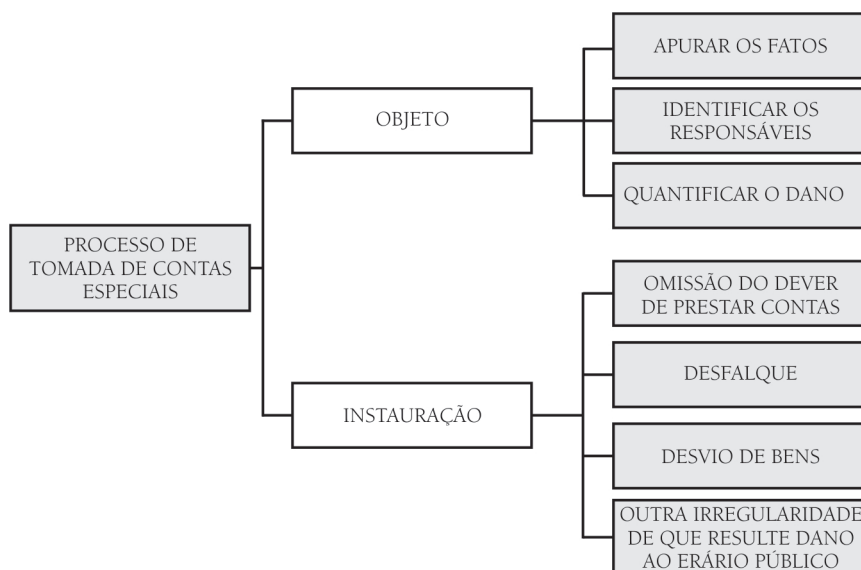 PROCESSO DE
TOMADA DE CONTAS
ESPECIAIS
OBJETO
APURAR OS FATOS
IDENTIFICAR OS
RESPONSÁVEIS
QUANTIFICAR O DANO
INSTAURAÇÃO
OMISSÃO DO DEVER
DE PRESTAR CONTAS
DESFALQUE
DESVIO DE BENS
OUTRA IRREGULARIDADE
DE QUE RESULTE DANO
AO ERÁRIO PÚBLICO